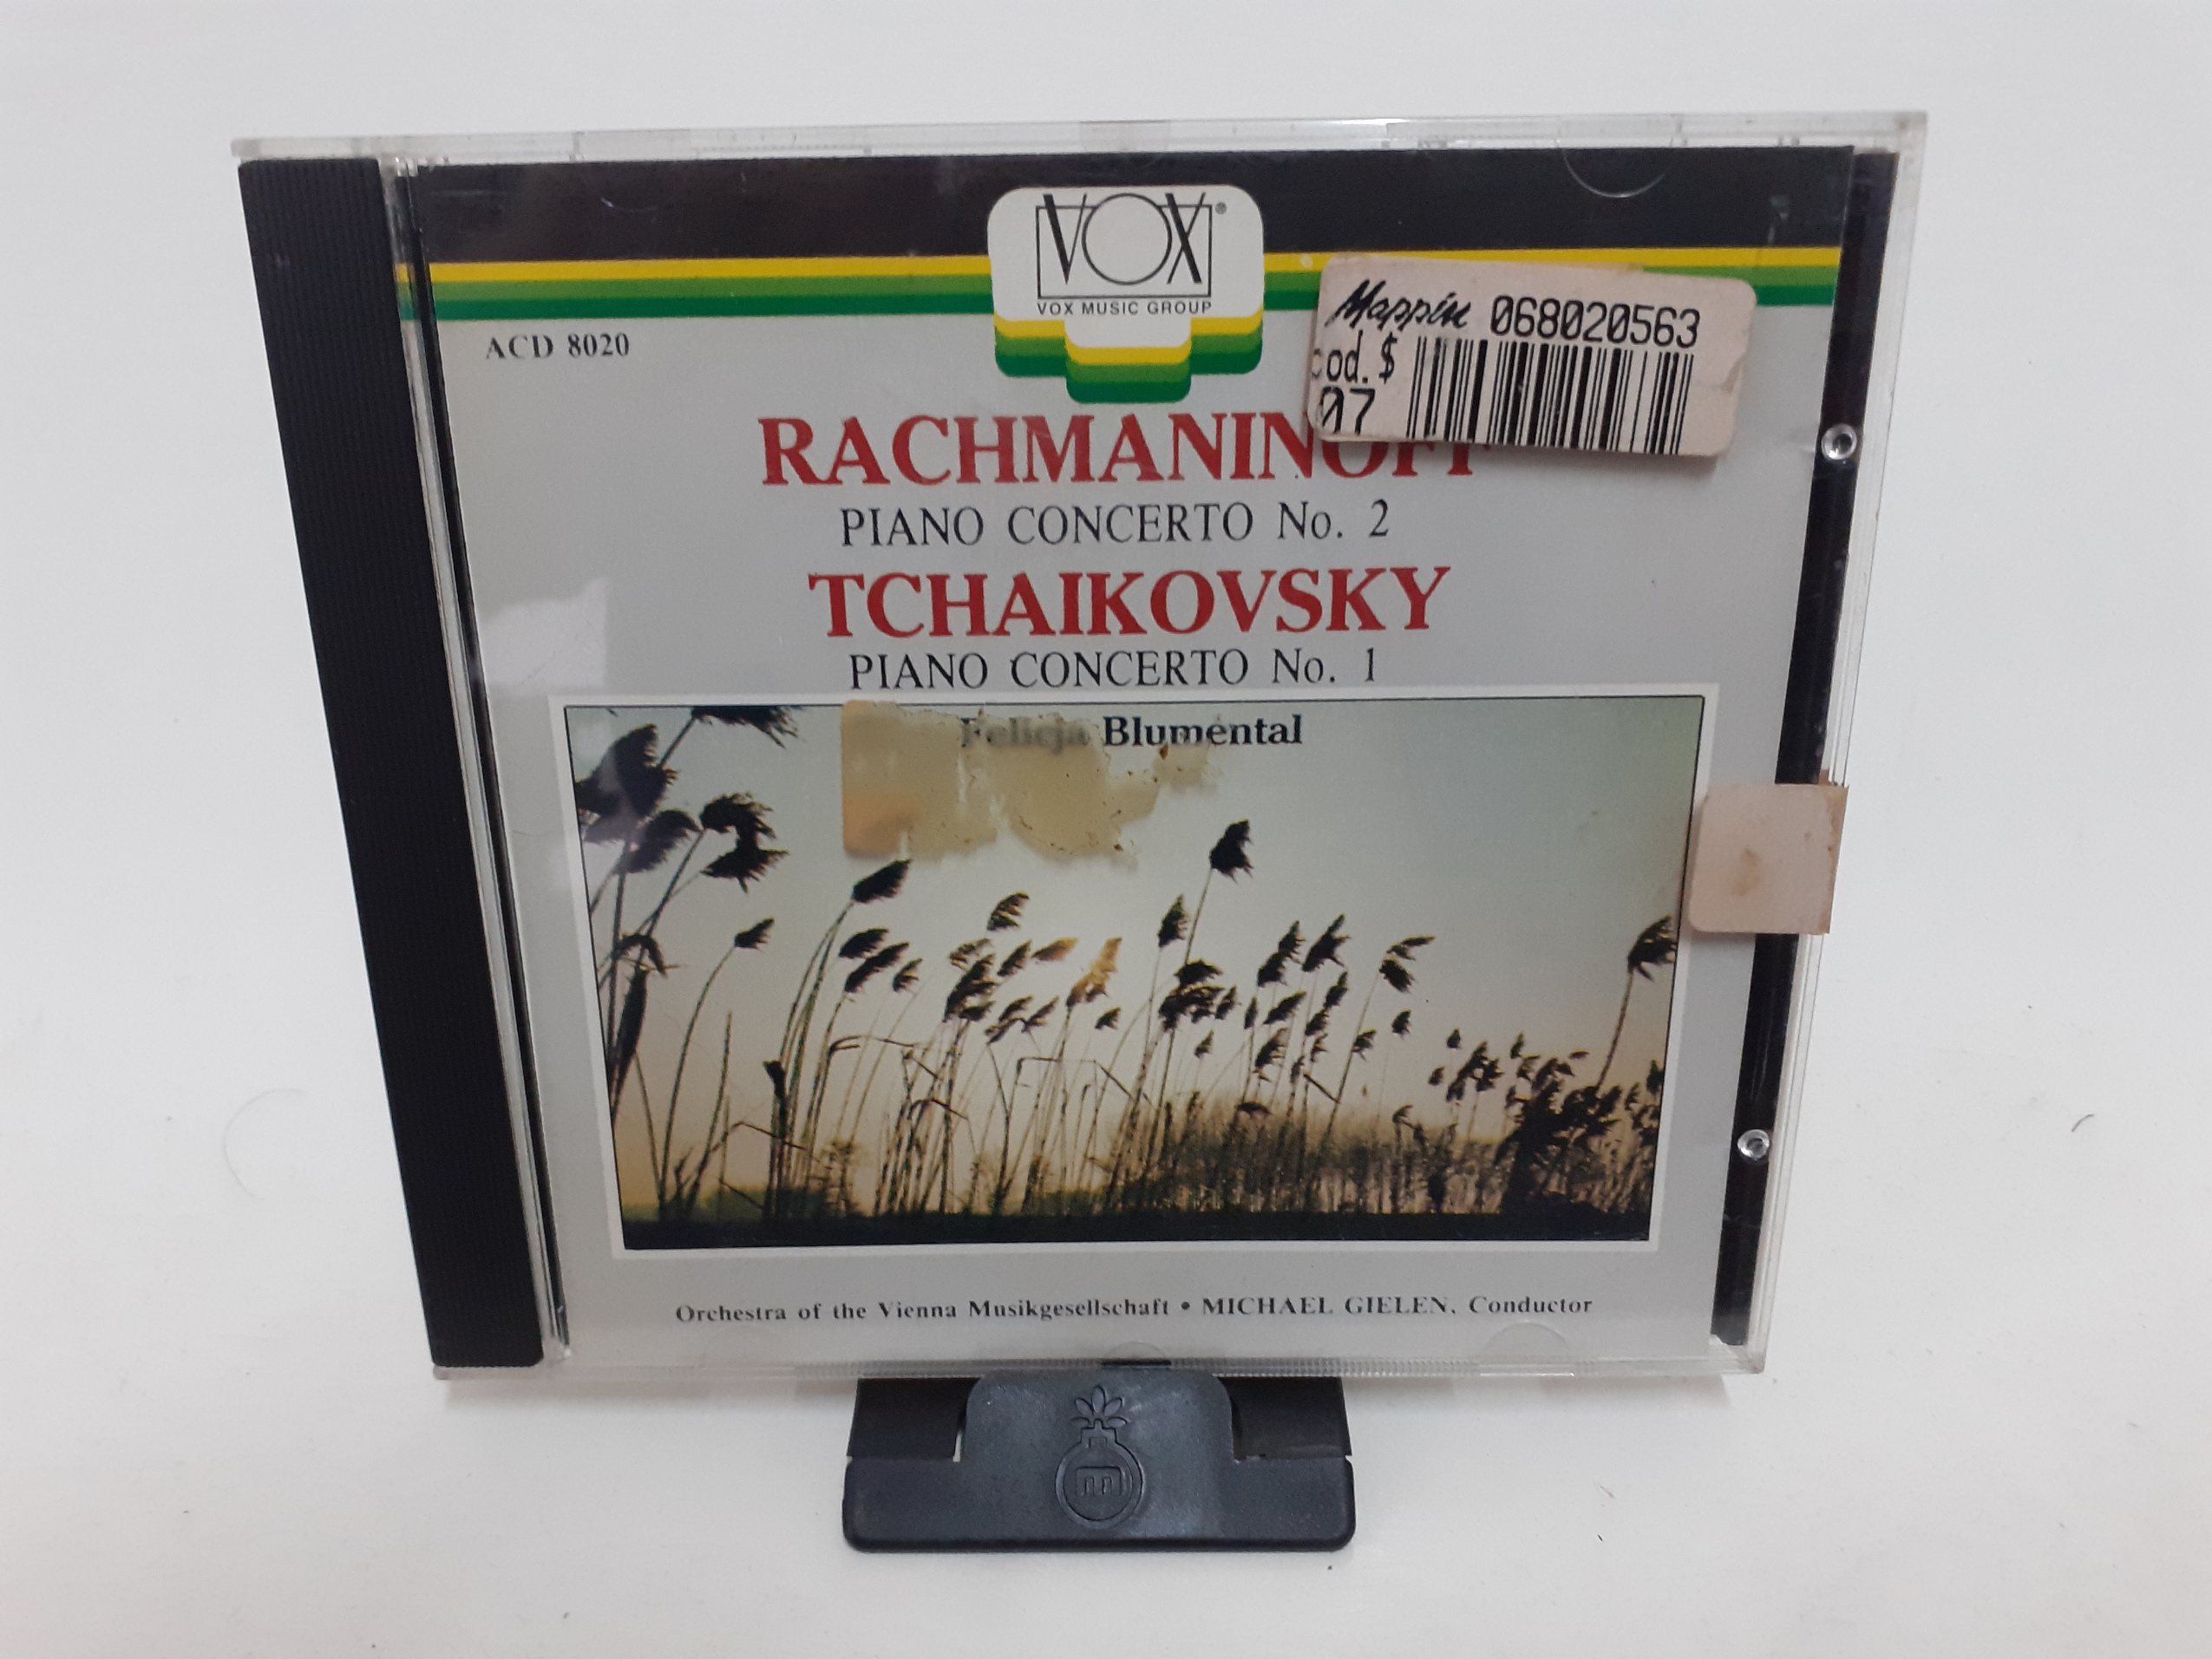 VOX®
VOX MUSIC GROUP
Mappin 068020563
cod. $
07
ACD 8020
RACHMANINOFF
PIANO CONCERTO No. 2
TCHAIKOVSKY
PIANO CONCERTO No. 1
Felicja Blumental
Orchestra of the Vienna Musikgesellschaft • MICHAEL GIELEN, Conductor